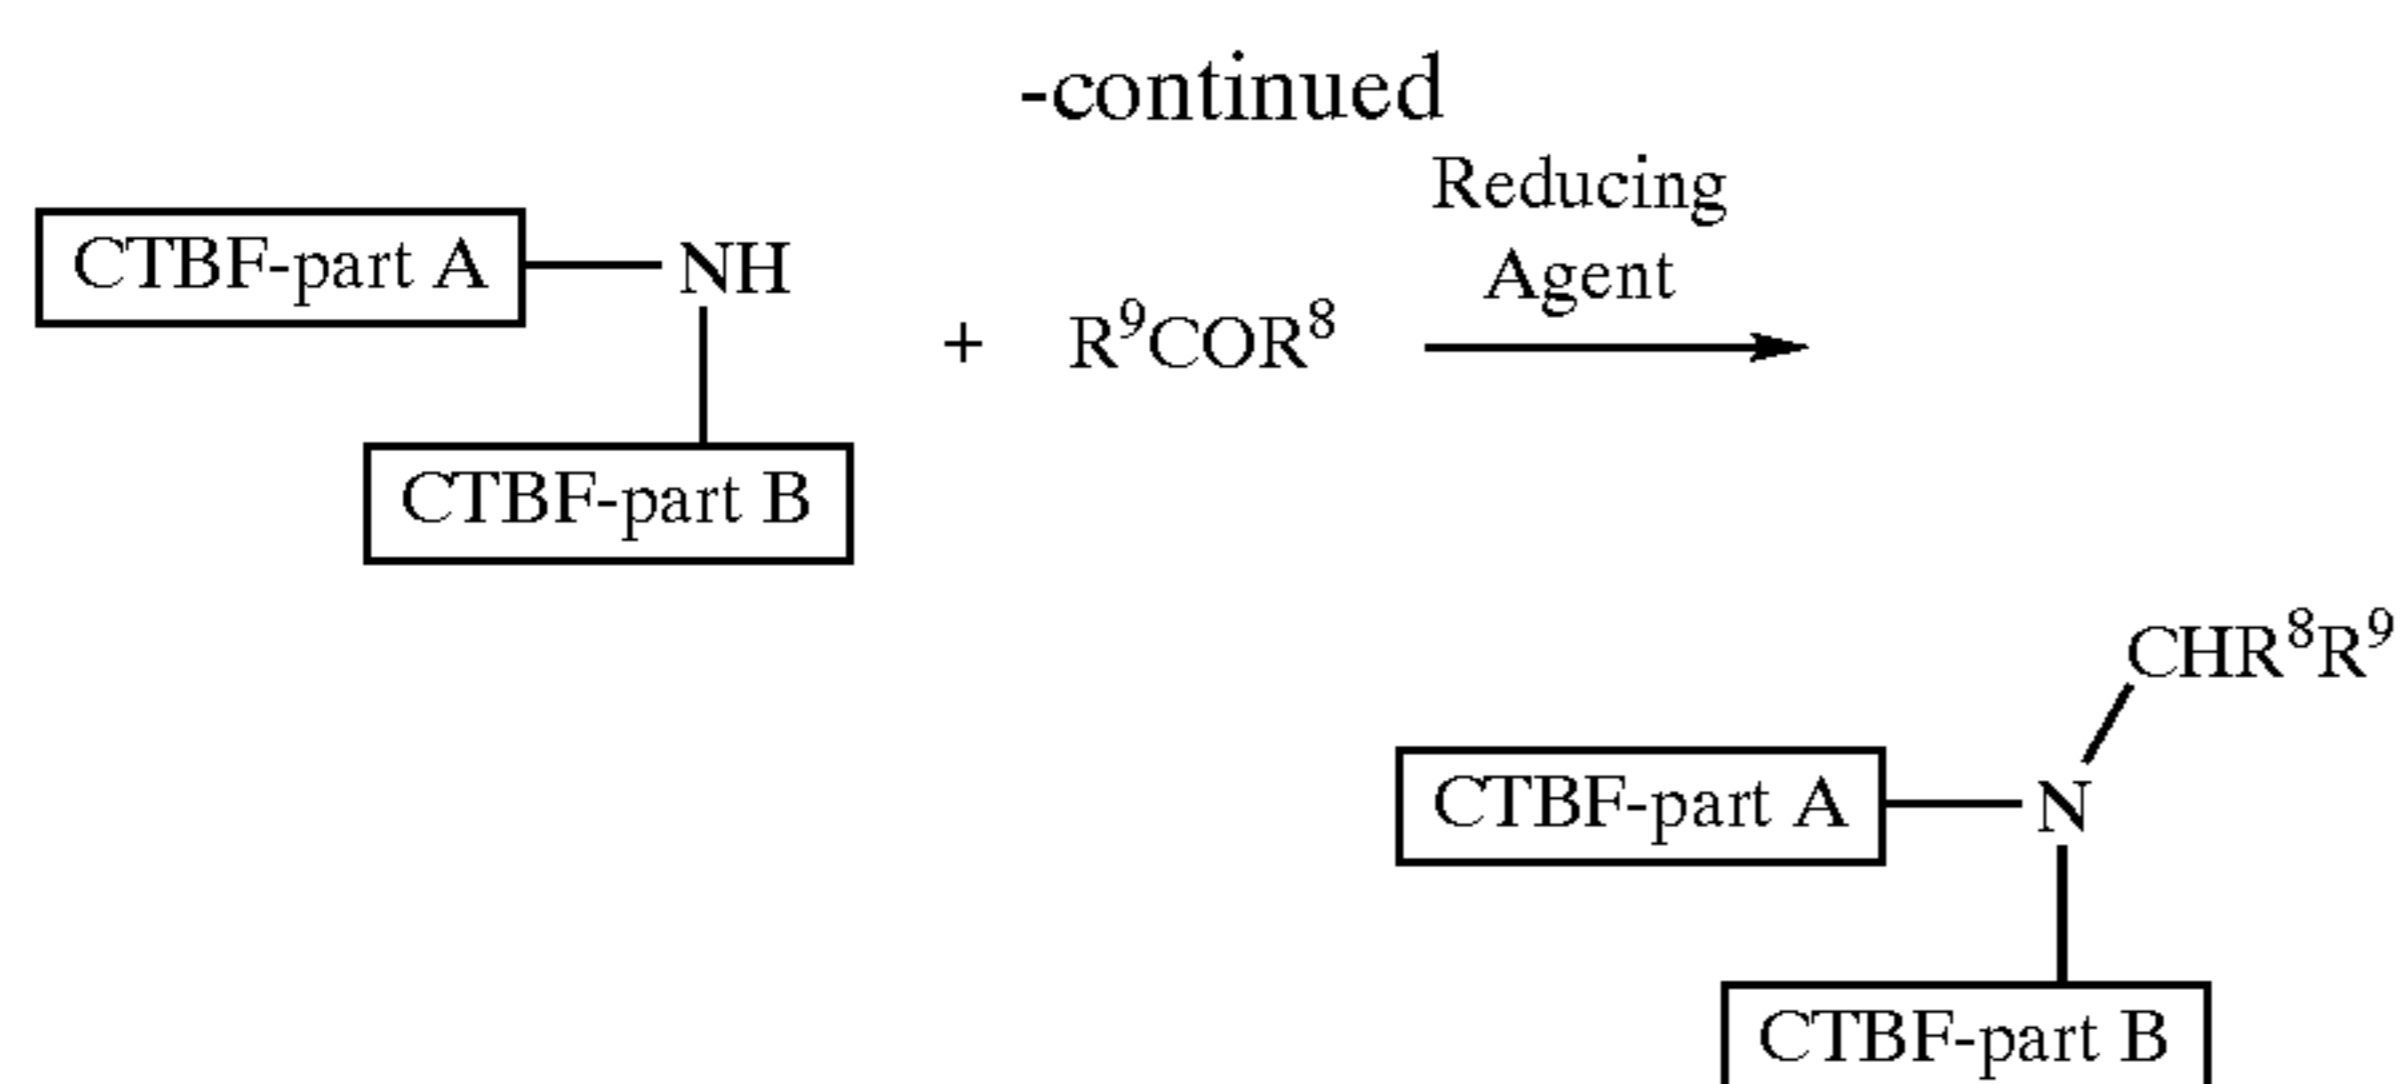 -continued
Reducing
Agent
CTBF-part A NH
+ R⁹COR⁸
CTBF-part B
CHR⁸R⁹
CTBF-part A N
CTBF-part B